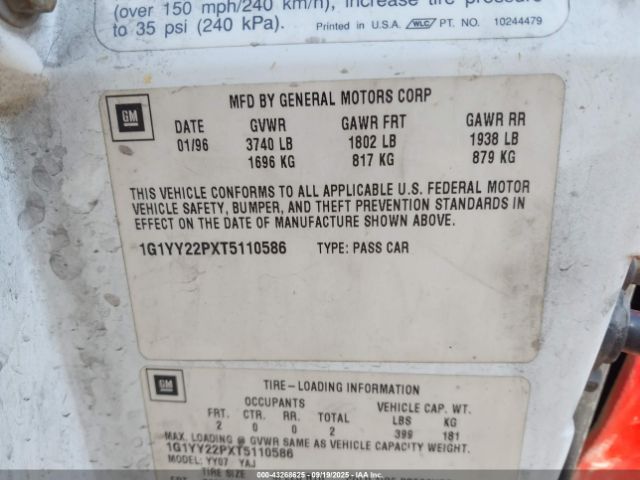 (over 150 mph/240 km/h), increase tire pressure
to 35 psi (240 kPa).
Printed in U.S.A. WLC PT. NO. 10244479
GM
MFD BY GENERAL MOTORS CORP
DATE GVWR GAWR FRT GAWR RR
01/96 3740 LB 1802 LB 1938 LB
1696 KG 817 KG 879 KG
THIS VEHICLE CONFORMS TO ALL APPLICABLE U.S. FEDERAL MOTOR
VEHICLE SAFETY, BUMPER, AND THEFT PREVENTION STANDARDS IN
EFFECT ON THE DATE OF MANUFACTURE SHOWN ABOVE.
1G1YY22PXT5110586 TYPE: PASS CAR
GM
TIRE-LOADING INFORMATION
OCCUPANTS VEHICLE CAP. WT.
FRT. CTR. RR. TOTAL LBS KG
2 0 0 2 399 181
MAX. LOADING @ GVWR SAME AS VEHICLE CAPACITY WEIGHT.
1G1YY22PXT5110586
MODEL: YY07 YAJ
© IAAI - 43268625 - 09/19/2025 - IAAI.COM